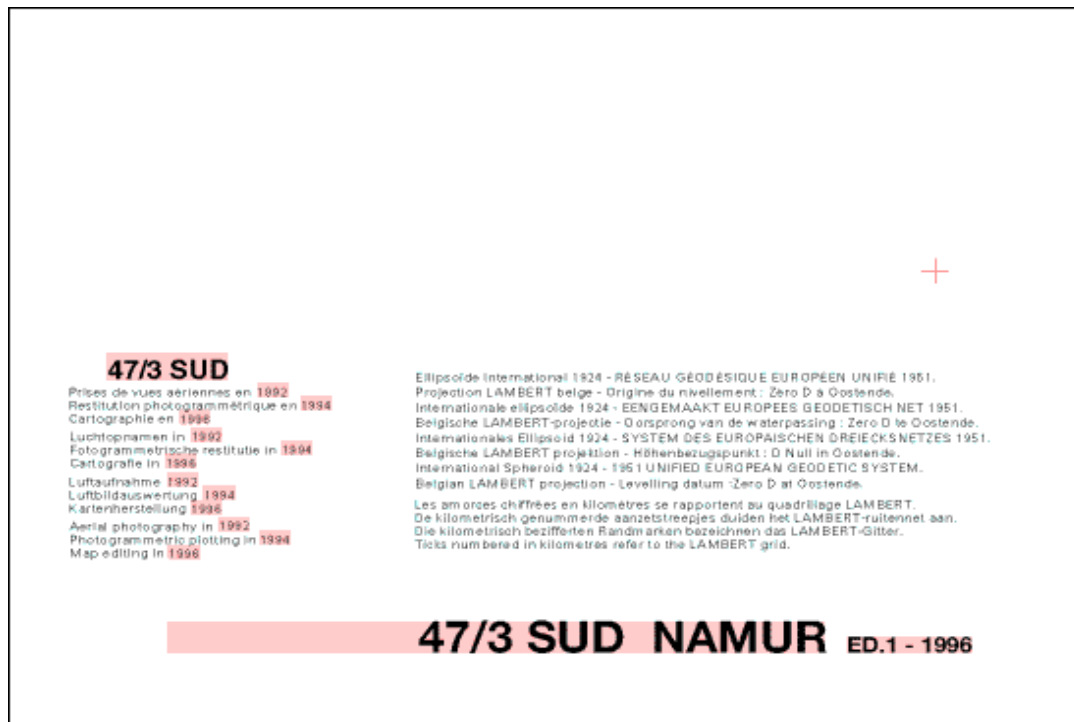 47/3 SUD
Prises de vues aériennes en 1992
Restitution photogrammétrique en 1994
Cartographie en 1996
Luchtopnamen in 1992
Fotogrammetrische restitutie in 1994
Cartografie in 1996
Luftaufnahme 1992
Luftbildauswertung 1994
Kartenherstellung 1996
Aerial photography in 1992
Photogrammetric plotting in 1994
Map editing in 1996
Ellipsoïde International 1924 - RÉSEAU GÉODÉSIQUE EUROPÉEN UNIFIÉ 1951.
Projection LAMBERT belge - Origine du nivellement : Zero D à Oostende.
Internationale ellipsoïde 1924 - EENGEMAAKT EUROPEES GEODETISCH NET 1951.
Belgische LAMBERT-projectie - Oorsprong van de waterpassing : Zero D te Oostende.
Internationales Ellipsoid 1924 - SYSTEM DES EUROPAISCHEN DREIECKSNETZES 1951.
Belgische LAMBERT projektion - Höhenbezugspunkt : D Null in Oostende.
International Spheroid 1924 - 1951 UNIFIED EUROPEAN GEODETIC SYSTEM.
Belgian LAMBERT projection - Levelling datum :Zero D at Oostende.
Les amorces chiffrées en kilomètres se rapportent au quadrillage LAMBERT.
De kilometrisch genummerde aanzetstreepjes duiden het LAMBERT-ruitennet aan.
Die kilometrisch bezifferten Randmarken bezeichnen das LAMBERT-Gitter.
Ticks numbered in kilometres refer to the LAMBERT grid.
47/3 SUD NAMUR ED.1 - 1996